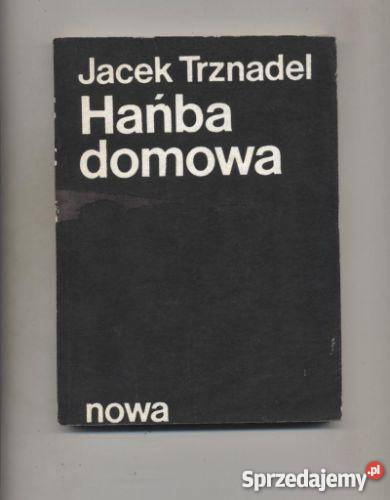 Jacek Trznadel
Hańba
domowa
nowa
Sprzedajemy.pl